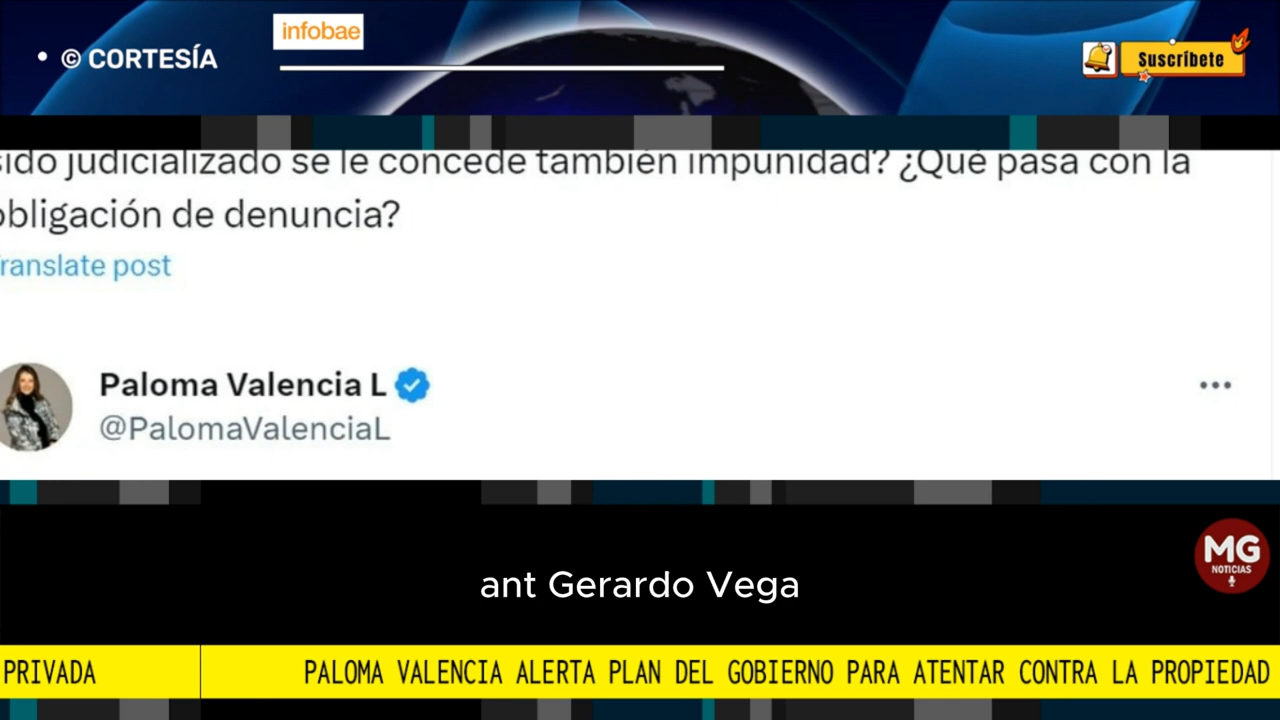 infobae
• © CORTESÍA
Suscríbete
sido judicializado se le concede también impunidad? ¿Qué pasa con la
obligación de denuncia?
Translate post
Paloma Valencia L
@PalomaValenciaL
MG
NOTICIAS
ant Gerardo Vega
PRIVADA
PALOMA VALENCIA ALERTA PLAN DEL GOBIERNO PARA ATENTAR CONTRA LA PROPIEDAD